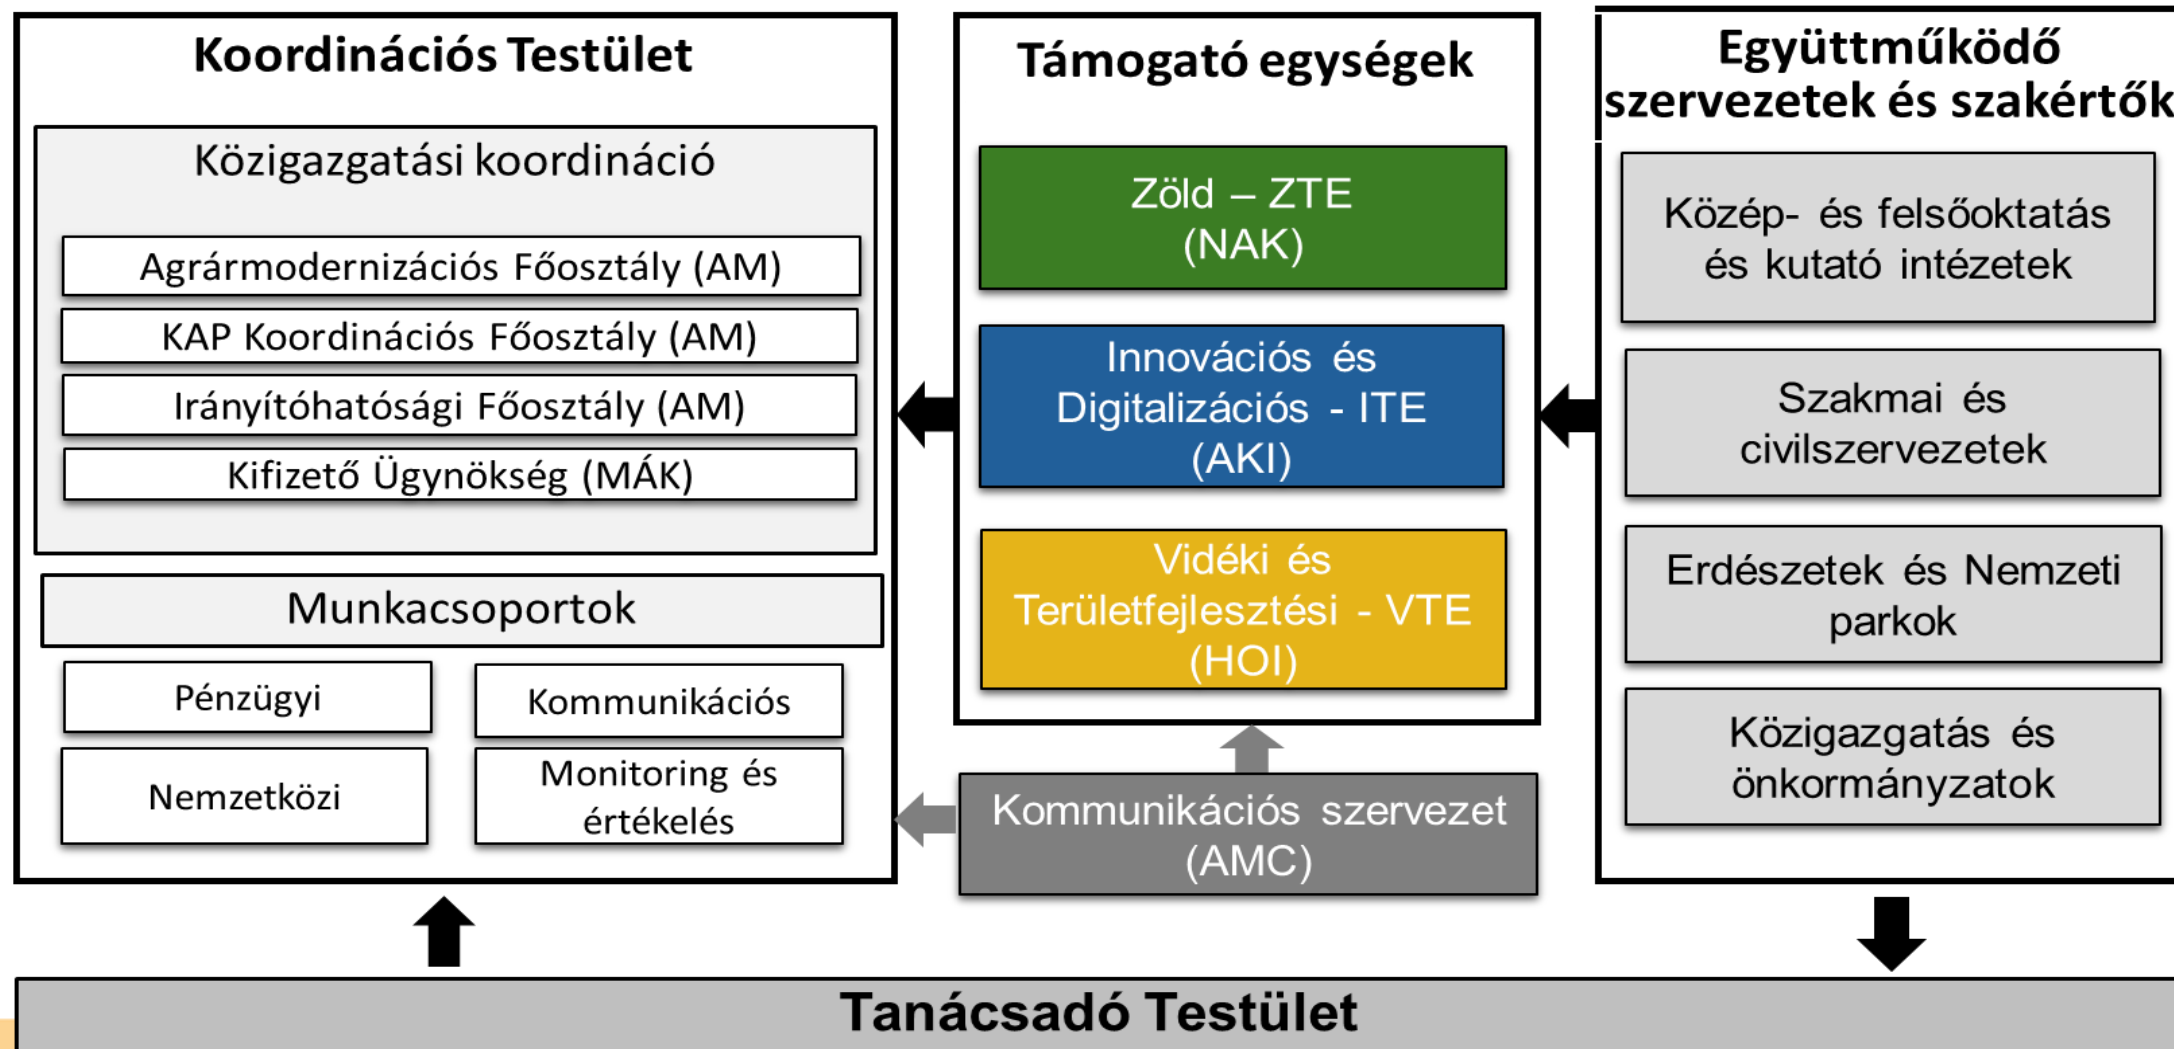 Koordinációs Testület
Közigazgatási koordináció
Agrármodernizációs Főosztály (AM)
KAP Koordinációs Főosztály (AM)
Irányítóhatósági Főosztály (AM)
Kifizető Ügynökség (MÁK)
Munkacsoportok
Pénzügyi
Kommunikációs
Nemzetközi
Monitoring és
értékelés
Támogató egységek
Zöld – ZTE
(NAK)
Innovációs és
Digitalizációs - ITE
(AKI)
Vidéki és
Területfejlesztési - VTE
(HOI)
Kommunikációs szervezet
(AMC)
Együttműködő
szervezetek és szakértők
Közép- és felsőoktatás
és kutató intézetek
Szakmai és
civilszervezetek
Erdészetek és Nemzeti
parkok
Közigazgatás és
önkormányzatok
Tanácsadó Testület